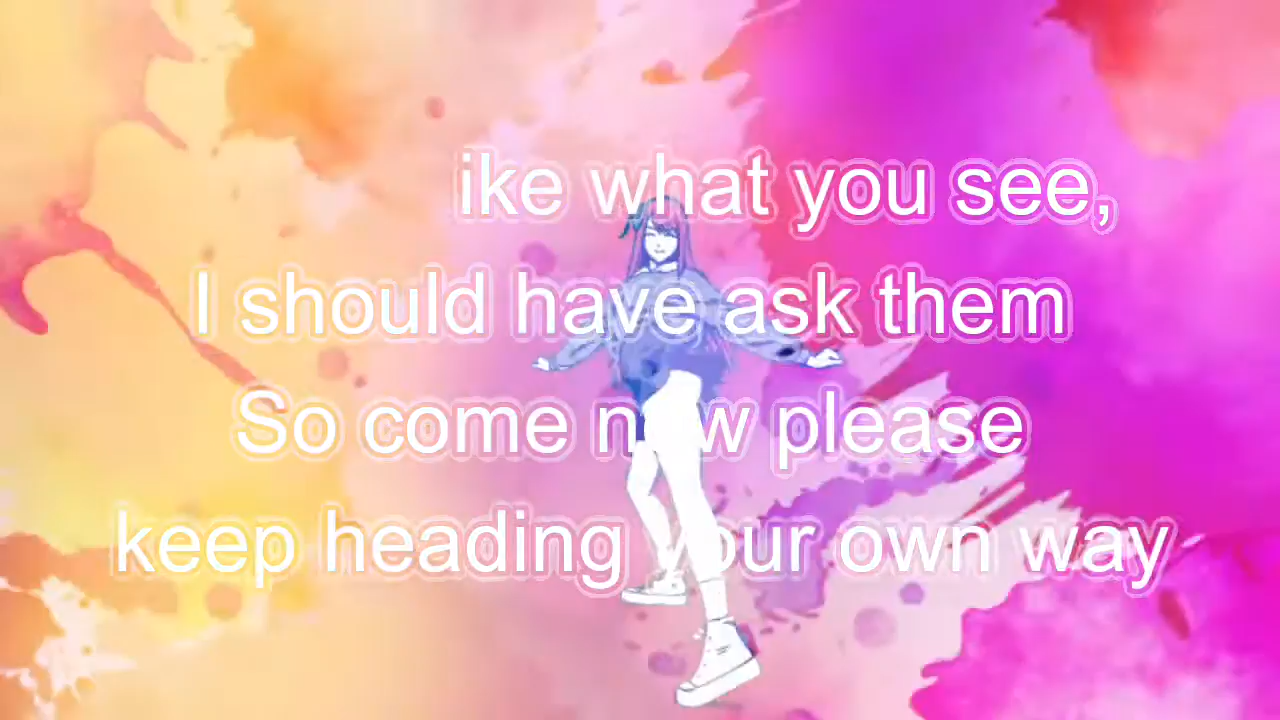 ike what you see,
I should have ask them
So come now please
keep heading your own way